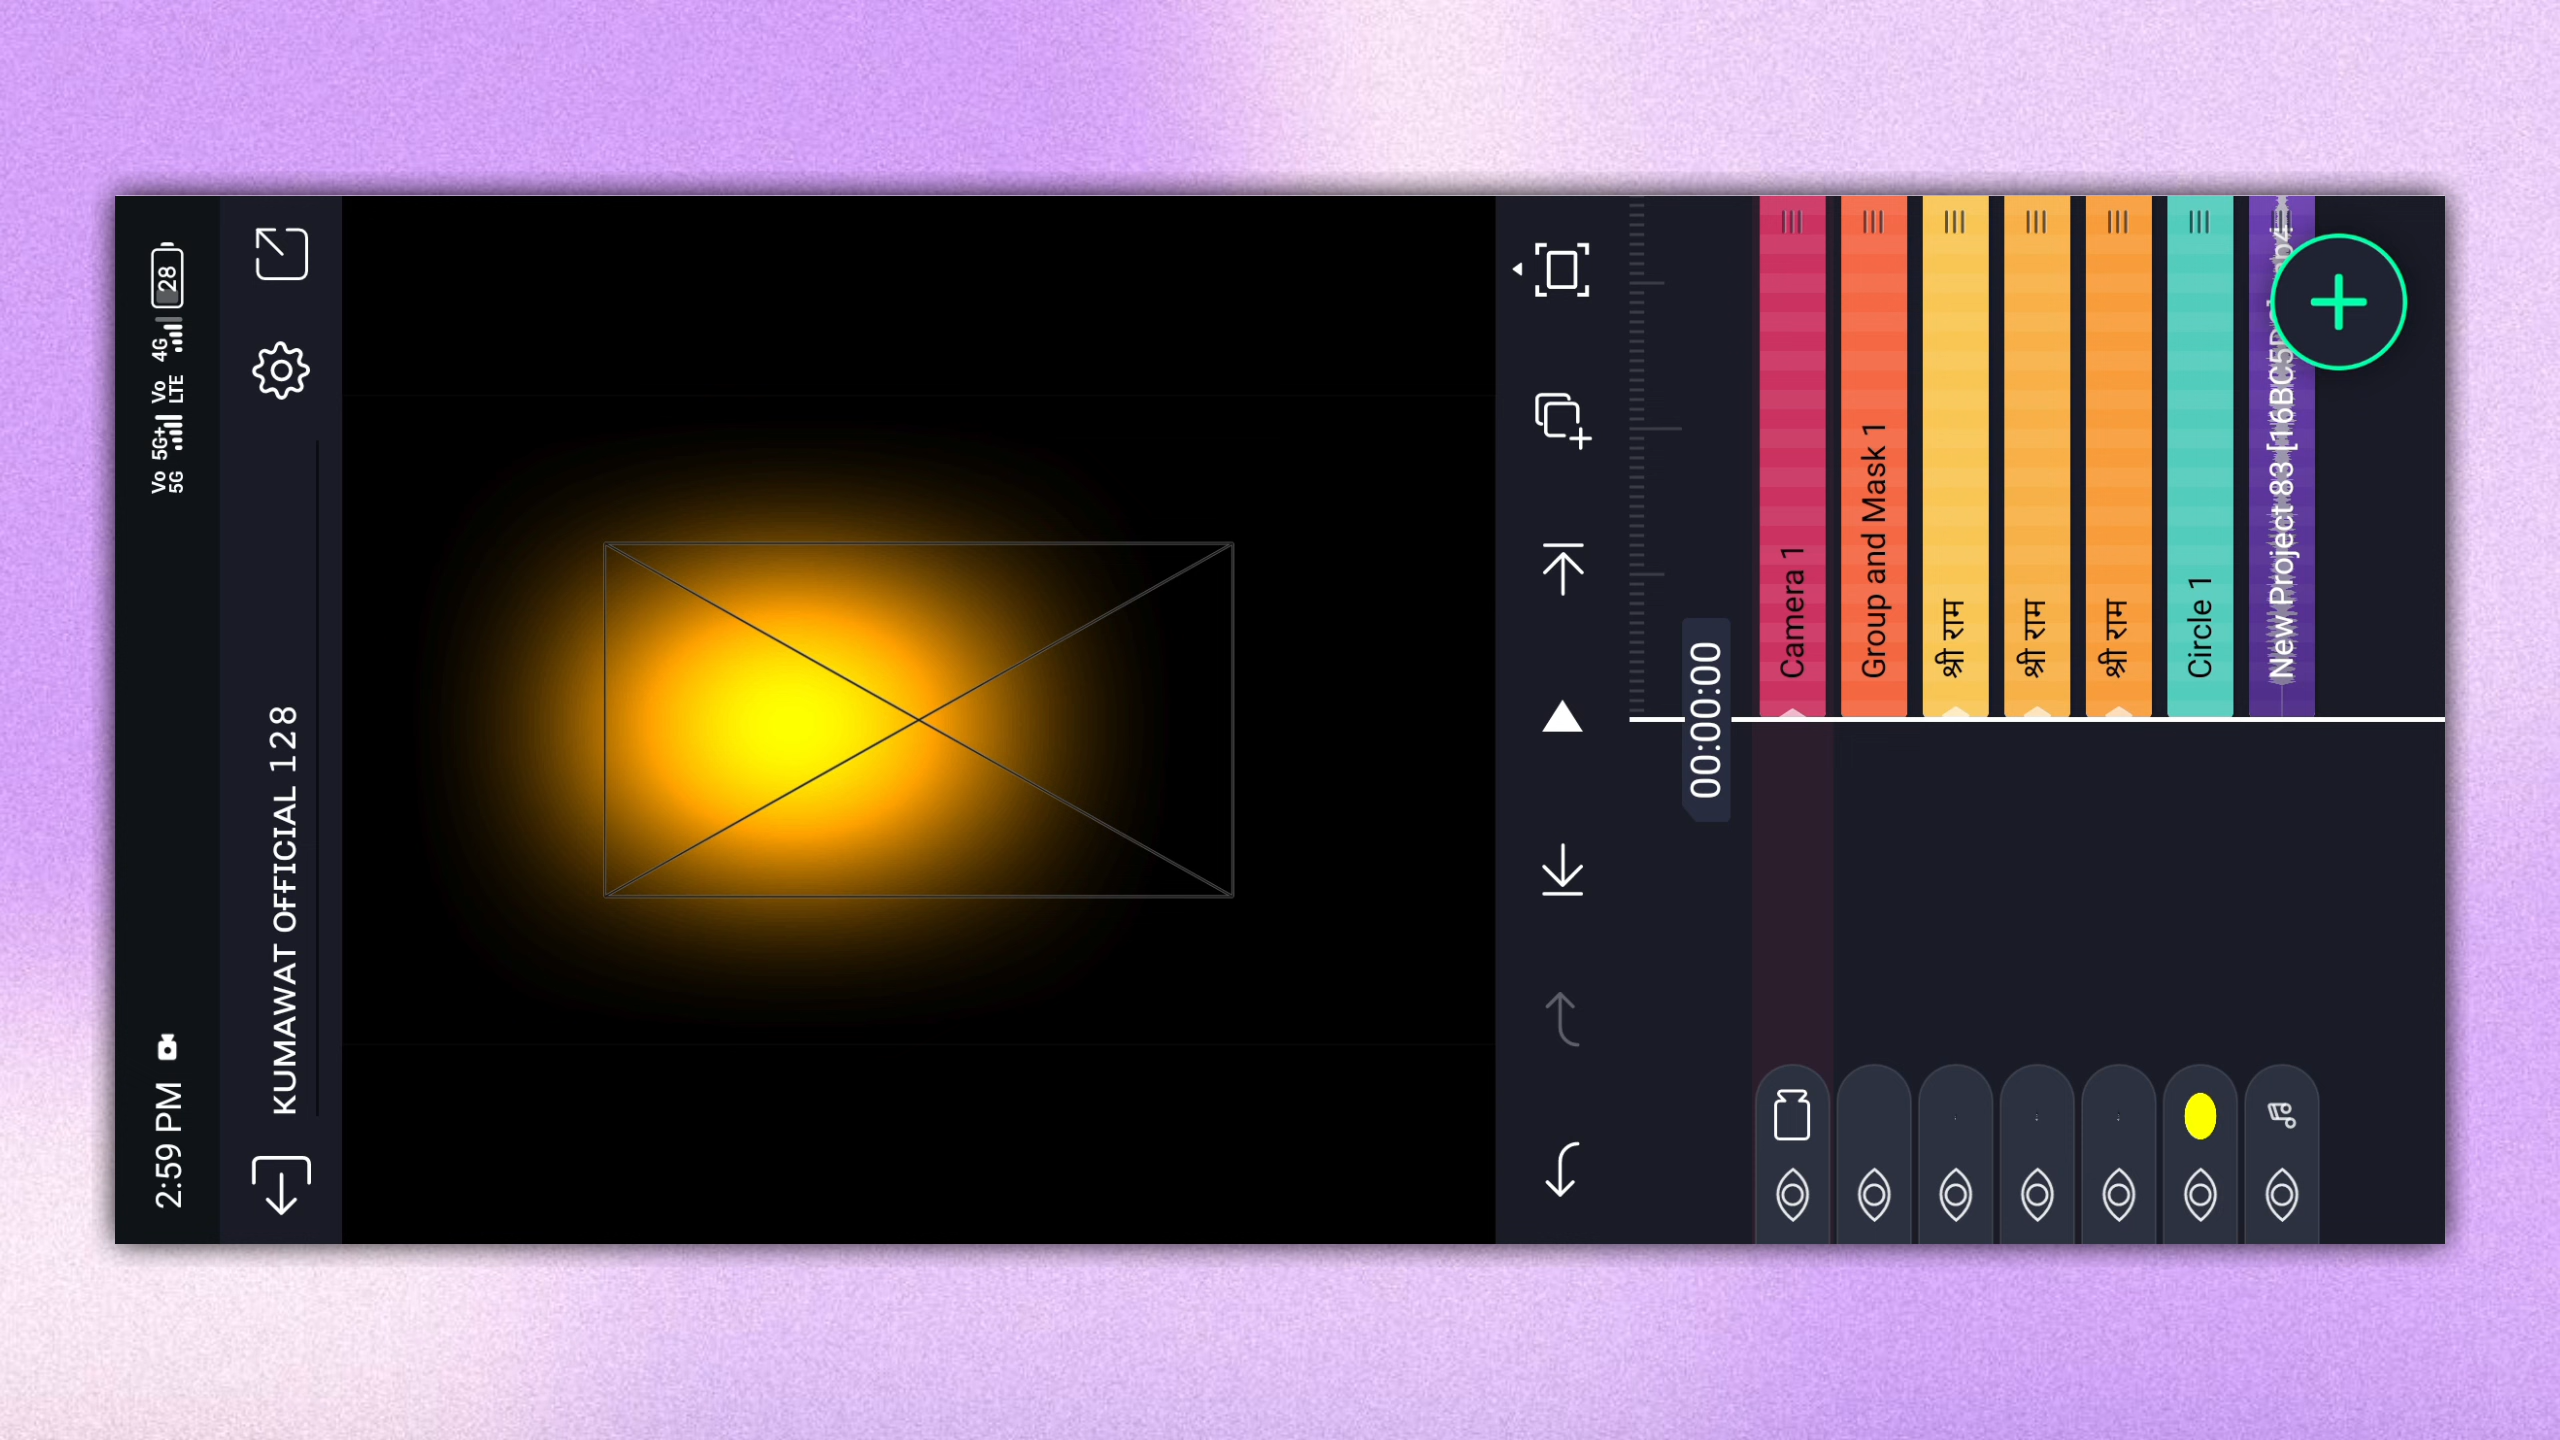 2:59 PM
Vo 5G 5G+ Vo LTE 4G 28
KUMAWAT OFFICIAL 128
00:00:00
Camera 1
Group and Mask 1
श्री राम
श्री राम
श्री राम
Circle 1
New Project 83 [16BC5